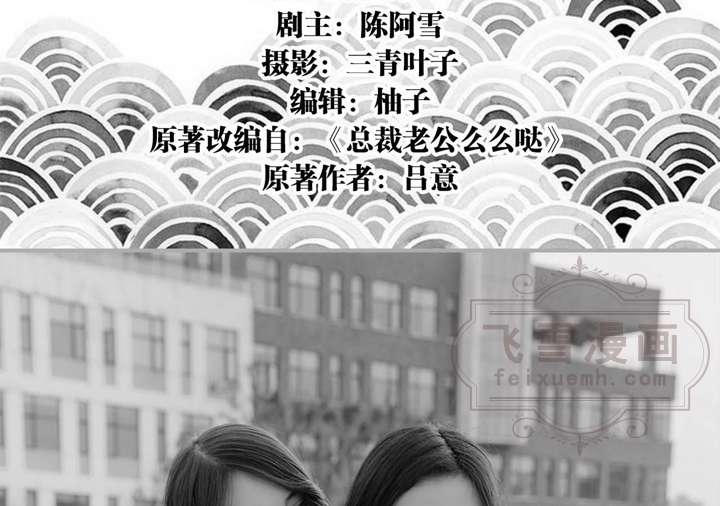 剧主：陈阿雪
摄影：三青叶子
编辑：柚子
原著改编自：《总裁老公么么哒》
原著作者：吕意
飞雪漫画
feixuemh.com